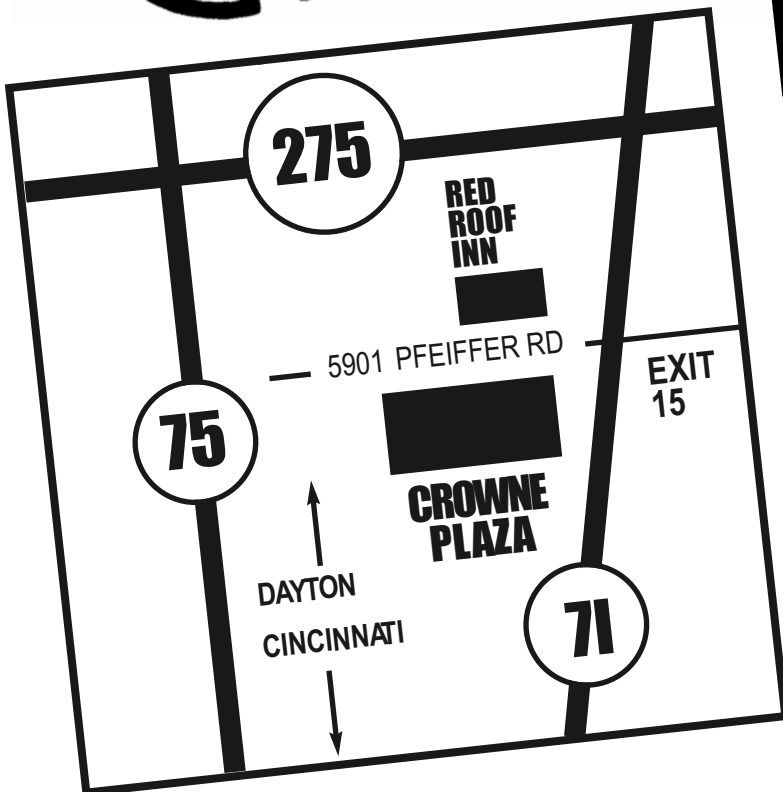 275
RED
ROOF
INN
5901 PFEIFFER RD
EXIT
15
75
CROWNE
PLAZA
DAYTON
CINCINNATI
71